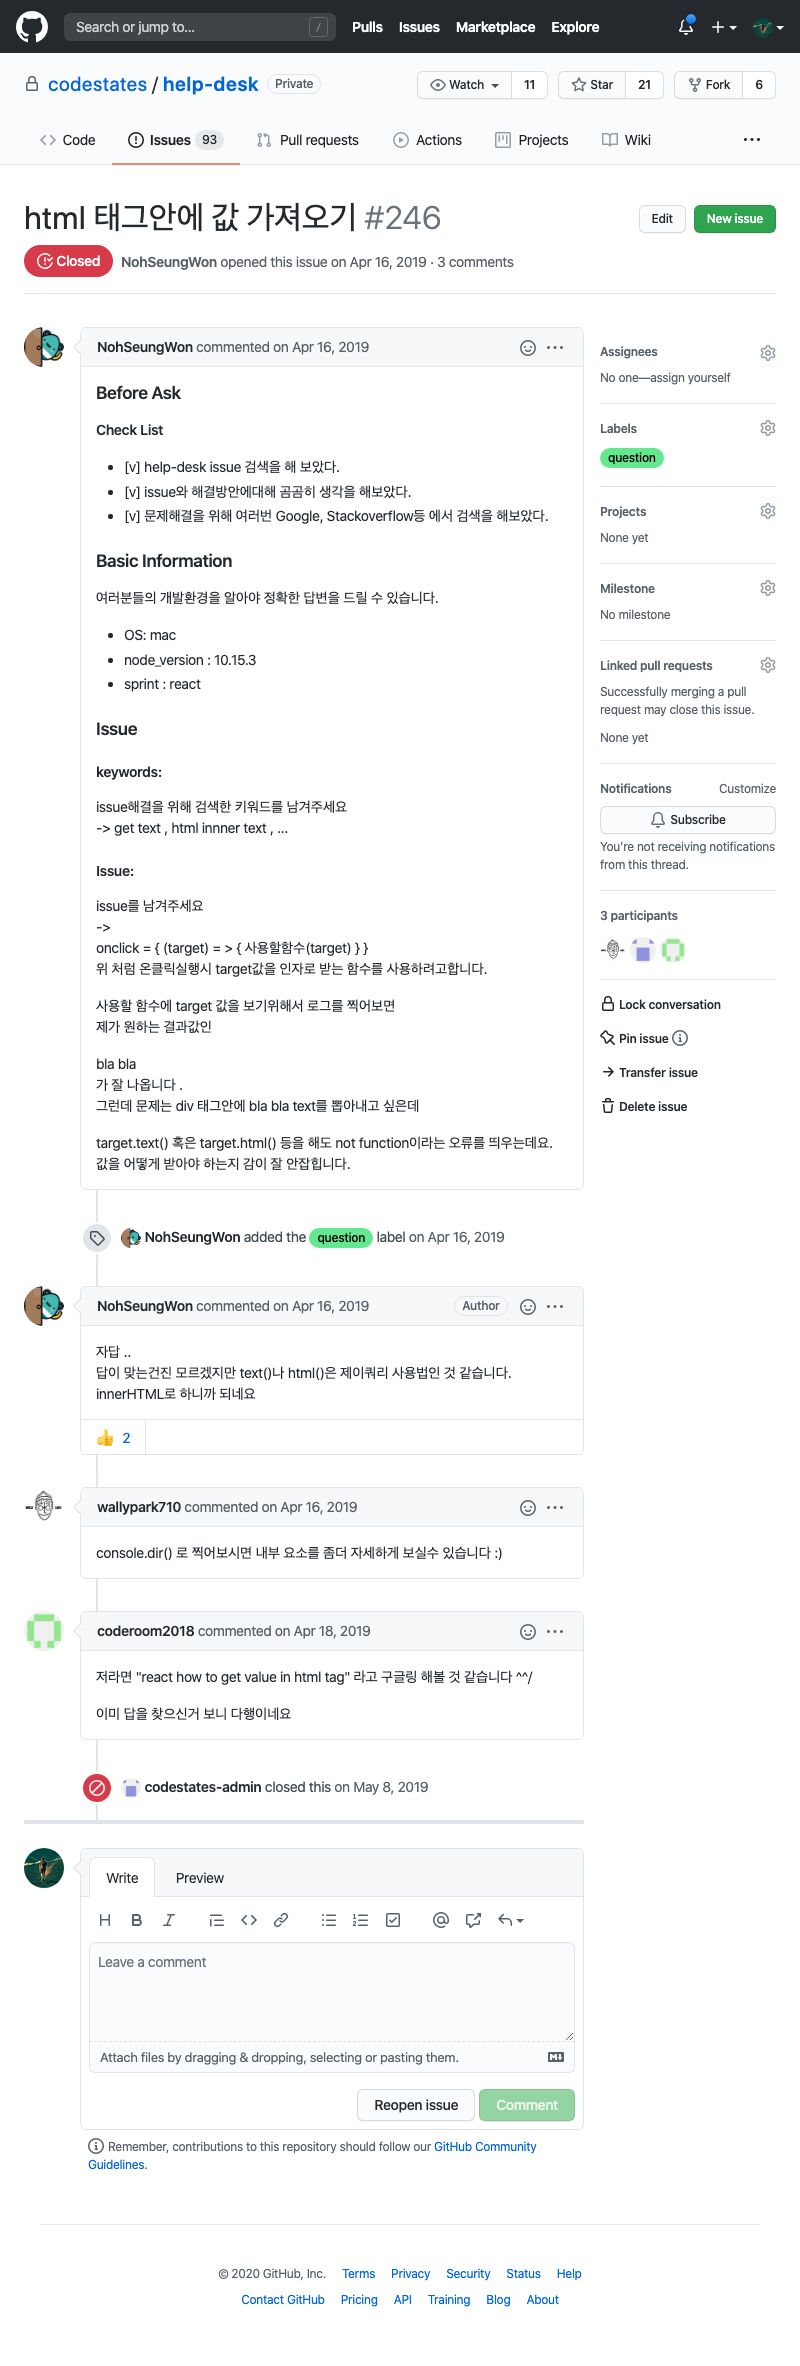 Search or jump to...
/
Pulls
Issues
Marketplace
Explore
codestates / help-desk
Private
Watch
11
Star
21
Fork
6
Code
Issues 93
Pull requests
Actions
Projects
Wiki
html 태그안에 값 가져오기 #246
Edit
New issue
Closed
NohSeungWon opened this issue on Apr 16, 2019 · 3 comments
NohSeungWon commented on Apr 16, 2019
Before Ask
Check List
[v] help-desk issue 검색을 해 보았다.
[v] issue와 해결방안에대해 곰곰히 생각을 해보았다.
[v] 문제해결을 위해 여러번 Google, Stackoverflow등 에서 검색을 해보았다.
Basic Information
여러분들의 개발환경을 알아야 정확한 답변을 드릴 수 있습니다.
OS: mac
node_version : 10.15.3
sprint : react
Issue
keywords:
issue해결을 위해 검색한 키워드를 남겨주세요
-> get text , html innner text , ...
Issue:
issue를 남겨주세요
->
onclick = { (target) = > { 사용할함수(target) } }
위 처럼 온클릭실행시 target값을 인자로 받는 함수를 사용하려고합니다.
사용할 함수에 target 값을 보기위해서 로그를 찍어보면
제가 원하는 결과값인
bla bla
가 잘 나옵니다 .
그런데 문제는 div 태그안에 bla bla text를 뽑아내고 싶은데
target.text() 혹은 target.html() 등을 해도 not function이라는 오류를 띄우는데요.
값을 어떻게 받아야 하는지 감이 잘 안잡힙니다.
Assignees
No one—assign yourself
Labels
question
Projects
None yet
Milestone
No milestone
Linked pull requests
Successfully merging a pull
request may close this issue.
None yet
Notifications
Customize
Subscribe
You're not receiving notifications
from this thread.
3 participants
Lock conversation
Pin issue
Transfer issue
Delete issue
NohSeungWon added the question label on Apr 16, 2019
NohSeungWon commented on Apr 16, 2019
Author
자답 ..
답이 맞는건진 모르겠지만 text()나 html()은 제이쿼리 사용법인 것 같습니다.
innerHTML로 하니까 되네요
👍 2
wallypark710 commented on Apr 16, 2019
console.dir() 로 찍어보시면 내부 요소를 좀더 자세하게 보실수 있습니다 :)
coderoom2018 commented on Apr 18, 2019
저라면 "react how to get value in html tag" 라고 구글링 해볼 것 같습니다 ^^/
이미 답을 찾으신거 보니 다행이네요
codestates-admin closed this on May 8, 2019
Write
Preview
Leave a comment
Attach files by dragging & dropping, selecting or pasting them.
Reopen issue
Comment
Remember, contributions to this repository should follow our GitHub Community
Guidelines.
© 2020 GitHub, Inc.
Terms
Privacy
Security
Status
Help
Contact GitHub
Pricing
API
Training
Blog
About